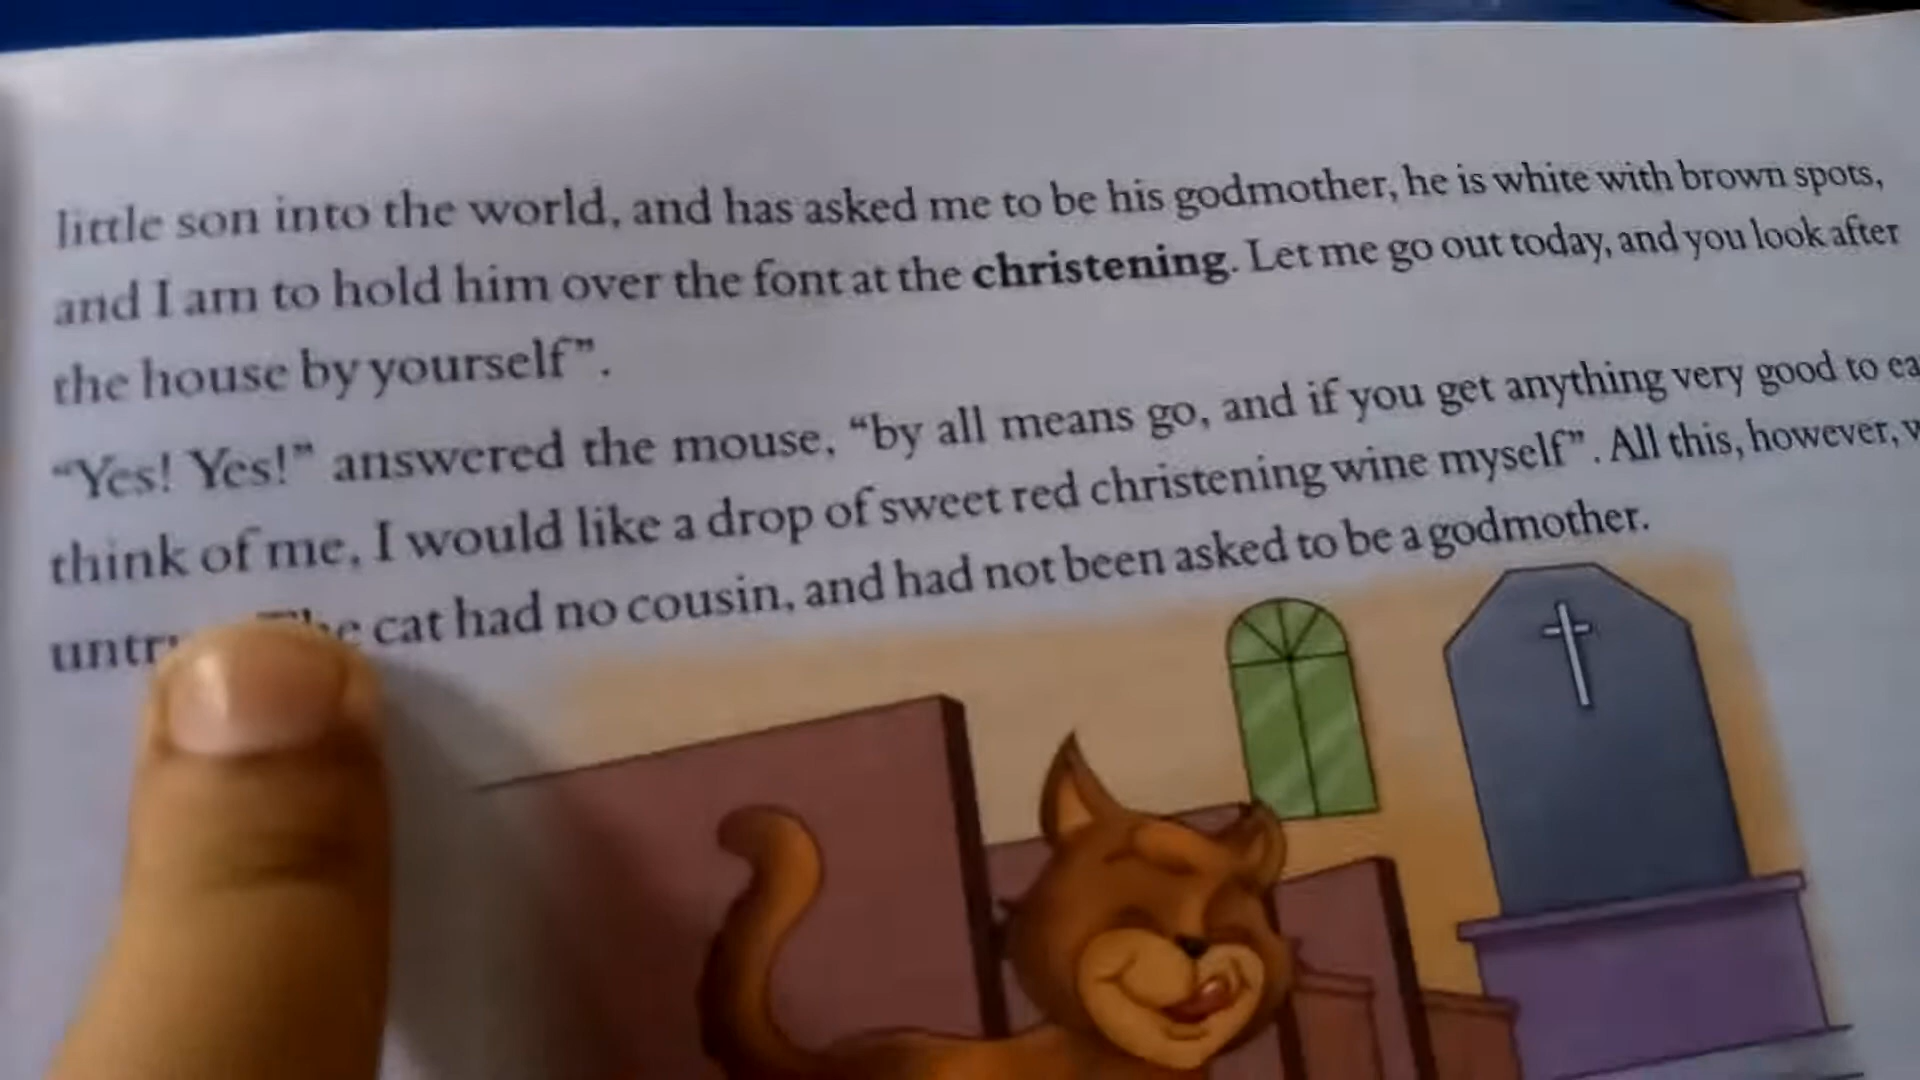 little son into the world, and has asked me to be his godmother, he is white with brown spots,
and I am to hold him over the font at the christening. Let me go out today, and you look after
the house by yourself”.
“Yes! Yes!” answered the mouse, “by all means go, and if you get anything very good to
think of me, I would like a drop of sweet red christening wine myself”. All this, however,
cat had no cousin, and had not been asked to be a godmother.